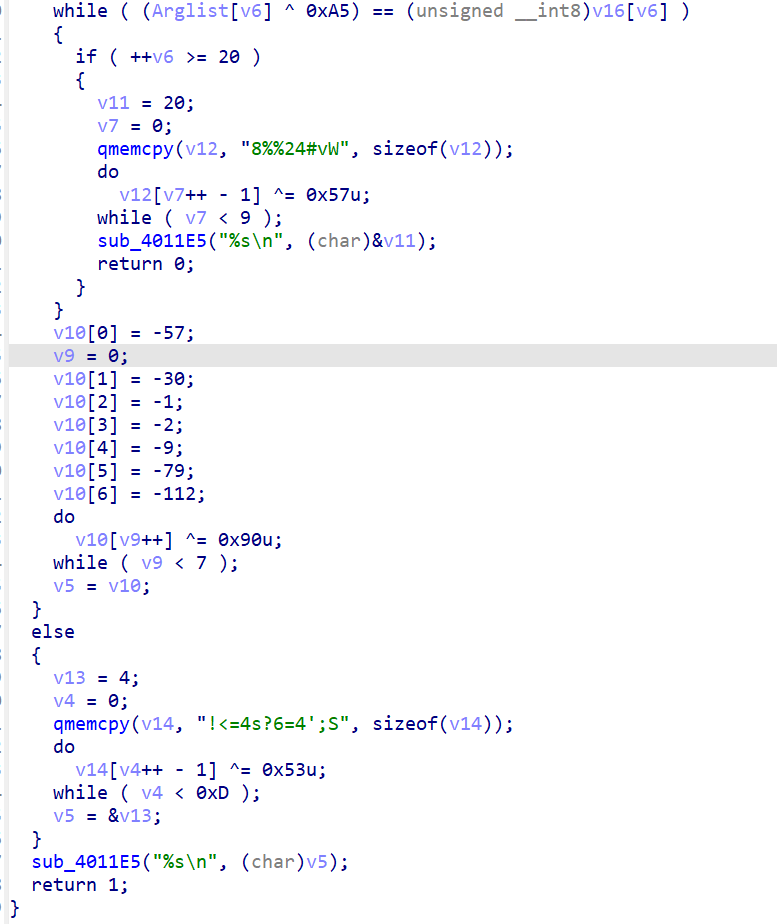 while ( (Arglist[v6] ^ 0xA5) == (unsigned __int8)v16[v6] )
{
if ( ++v6 >= 20 )
{
v11 = 20;
v7 = 0;
qmemcpy(v12, "8%%24#vW", sizeof(v12));
do
v12[v7++ - 1] ^= 0x57u;
while ( v7 < 9 );
sub_4011E5("%s\n", (char)&v11);
return 0;
}
}
v10[0] = -57;
v9 = 0;
v10[1] = -30;
v10[2] = -1;
v10[3] = -2;
v10[4] = -9;
v10[5] = -79;
v10[6] = -112;
do
v10[v9++] ^= 0x90u;
while ( v9 < 7 );
v5 = v10;
}
else
{
v13 = 4;
v4 = 0;
qmemcpy(v14, "!<=4s?6=4';S", sizeof(v14));
do
v14[v4++ - 1] ^= 0x53u;
while ( v4 < 0xD );
v5 = &v13;
}
sub_4011E5("%s\n", (char)v5);
return 1;
}